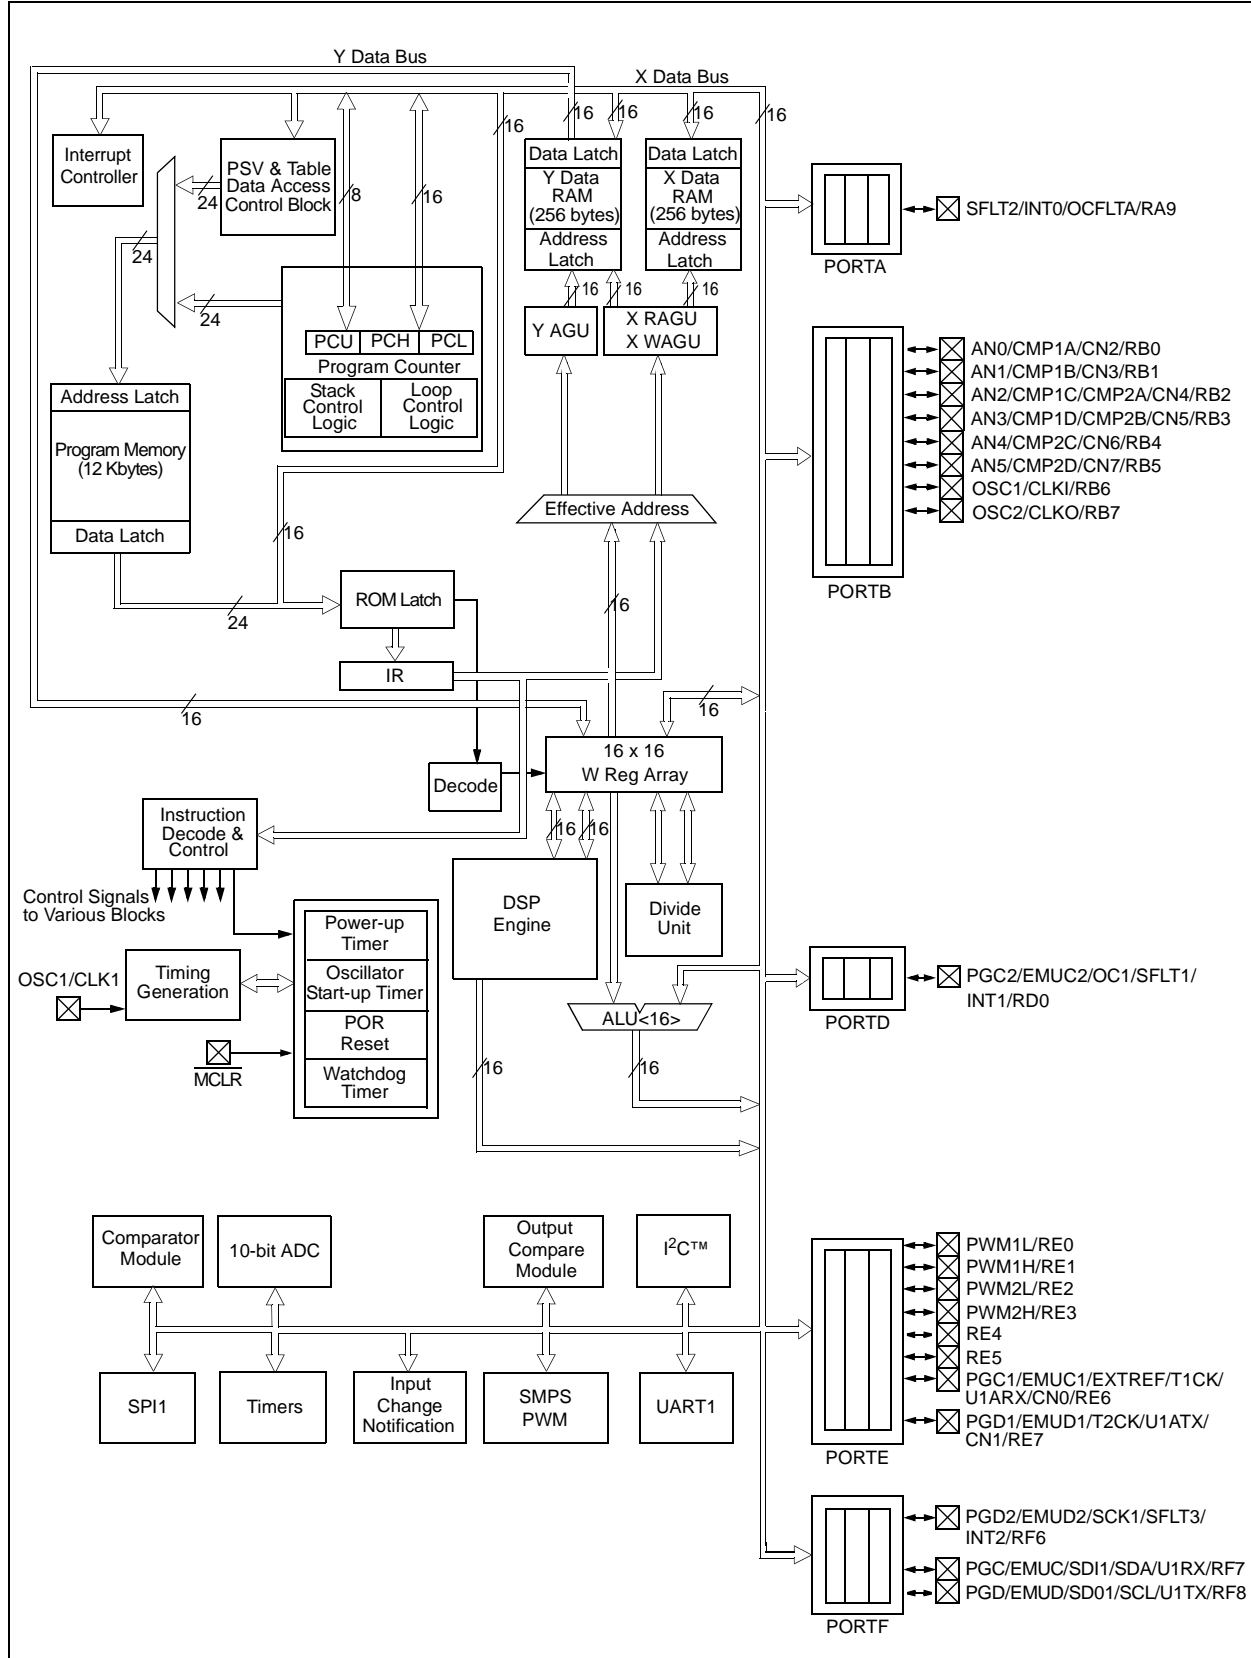 Y Data Bus
X Data Bus
16
16
16
16
16
Interrupt
Controller
PSV & Table
Data Access
Control Block
24
24
24
8
16
Data Latch
Y Data
RAM
(256 bytes)
Address
Latch
Data Latch
X Data
RAM
(256 bytes)
Address
Latch
16
16
16
Y AGU
X RAGU
X WAGU
PCU
PCH
PCL
Program Counter
Stack
Control
Logic
Loop
Control
Logic
Address Latch
Program Memory
(12 Kbytes)
Data Latch
Effective Address
16
24
16
ROM Latch
IR
16
16
16 x 16
W Reg Array
Decode
Instruction
Decode &
Control
16
16
Control Signals
to Various Blocks
DSP
Engine
Divide
Unit
Power-up
Timer
Oscillator
Start-up Timer
POR
Reset
Watchdog
Timer
OSC1/CLK1
Timing
Generation
MCLR
ALU<16>
16
16
Comparator
Module
10-bit ADC
Output
Compare
Module
I²C™
SPI1
Timers
Input
Change
Notification
SMPS
PWM
UART1
SFLT2/INT0/OCFLTA/RA9
PORTA
AN0/CMP1A/CN2/RB0
AN1/CMP1B/CN3/RB1
AN2/CMP1C/CMP2A/CN4/RB2
AN3/CMP1D/CMP2B/CN5/RB3
AN4/CMP2C/CN6/RB4
AN5/CMP2D/CN7/RB5
OSC1/CLKI/RB6
OSC2/CLKO/RB7
PORTB
PGC2/EMUC2/OC1/SFLT1/
INT1/RD0
PORTD
PWM1L/RE0
PWM1H/RE1
PWM2L/RE2
PWM2H/RE3
RE4
RE5
PGC1/EMUC1/EXTREF/T1CK/
U1ARX/CN0/RE6
PGD1/EMUD1/T2CK/U1ATX/
CN1/RE7
PORTE
PGD2/EMUD2/SCK1/SFLT3/
INT2/RF6
PGC/EMUC/SDI1/SDA/U1RX/RF7
PGD/EMUD/SD01/SCL/U1TX/RF8
PORTF